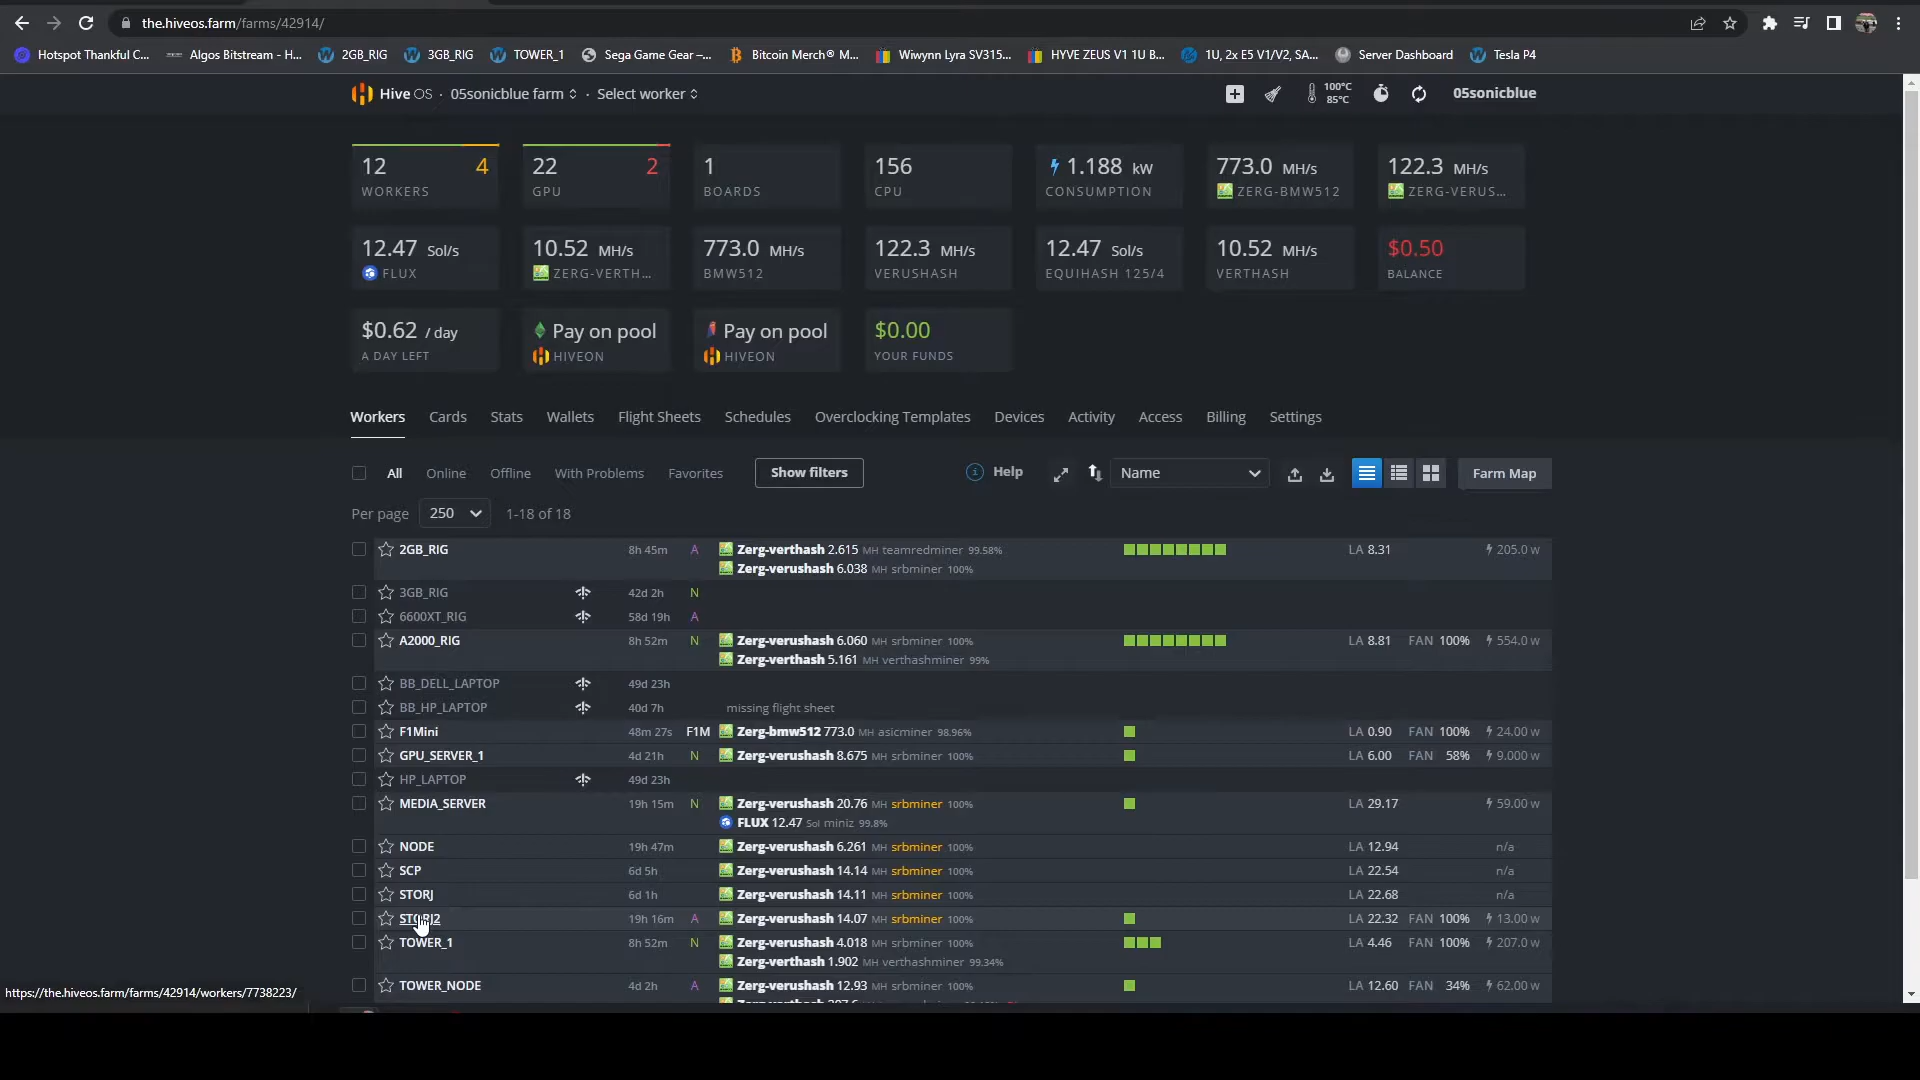 the.hiveos.farm/farms/42914/
Hotspot Thankful C... Algos Bitstream - H... 2GB_RIG 3GB_RIG TOWER_1 Sega Game Gear –... Bitcoin Merch® M... Wiwynn Lyra SV315... HYVE ZEUS V1 1U B... 1U, 2x E5 V1/V2, SA... Server Dashboard Tesla P4
Hive OS · 05sonicblue farm · Select worker 100°C 05sonicblue
85°C
12 4 22 2 1 156 1.188 kW 773.0 MH/s 122.3 MH/s
WORKERS GPU BOARDS CPU CONSUMPTION ZERG-BMW512 ZERG-VERUS...
12.47 Sol/s 10.52 MH/s 773.0 MH/s 122.3 MH/s 12.47 Sol/s 10.52 MH/s $0.50
FLUX ZERG-VERTH... BMW512 VERUSHASH EQUIHASH 125/4 VERTHASH BALANCE
$0.62 / day Pay on pool Pay on pool $0.00
A DAY LEFT HIVEON HIVEON YOUR FUNDS
Workers Cards Stats Wallets Flight Sheets Schedules Overclocking Templates Devices Activity Access Billing Settings
All Online Offline With Problems Favorites Show filters Help Name Farm Map
Per page 250 1-18 of 18
2GB_RIG 8h 45m A Zerg-verthash 2.615 MH teamredminer 99.58% LA 8.31 205.0 w
Zerg-verushash 6.038 MH srbminer 100%
3GB_RIG 42d 2h N
6600XT_RIG 58d 19h A
A2000_RIG 8h 52m N Zerg-verushash 6.060 MH srbminer 100% LA 8.81 FAN 100% 554.0 w
Zerg-verthash 5.161 MH verthashminer 99%
BB_DELL_LAPTOP 49d 23h
BB_HP_LAPTOP 40d 7h missing flight sheet
F1Mini 48m 27s F1M Zerg-bmw512 773.0 MH asicminer 98.96% LA 0.90 FAN 100% 24.00 w
GPU_SERVER_1 4d 21h N Zerg-verushash 8.675 MH srbminer 100% LA 6.00 FAN 58% 9.000 w
HP_LAPTOP 49d 23h
MEDIA_SERVER 19h 15m N Zerg-verushash 20.76 MH srbminer 100% LA 29.17 59.00 w
FLUX 12.47 Sol miniz 99.8%
NODE 19h 47m Zerg-verushash 6.261 MH srbminer 100% LA 12.94 n/a
SCP 6d 5h Zerg-verushash 14.14 MH srbminer 100% LA 22.54 n/a
STORJ 6d 1h Zerg-verushash 14.11 MH srbminer 100% LA 22.68 n/a
STORJ2 19h 16m A Zerg-verushash 14.07 MH srbminer 100% LA 22.32 FAN 100% 13.00 w
TOWER_1 8h 52m N Zerg-verushash 4.018 MH srbminer 100% LA 4.46 FAN 100% 207.0 w
Zerg-verthash 1.902 MH verthashminer 99.34%
TOWER_NODE 4d 2h A Zerg-verushash 12.93 MH srbminer 100% LA 12.60 FAN 34% 62.00 w
https://the.hiveos.farm/farms/42914/workers/7738223/